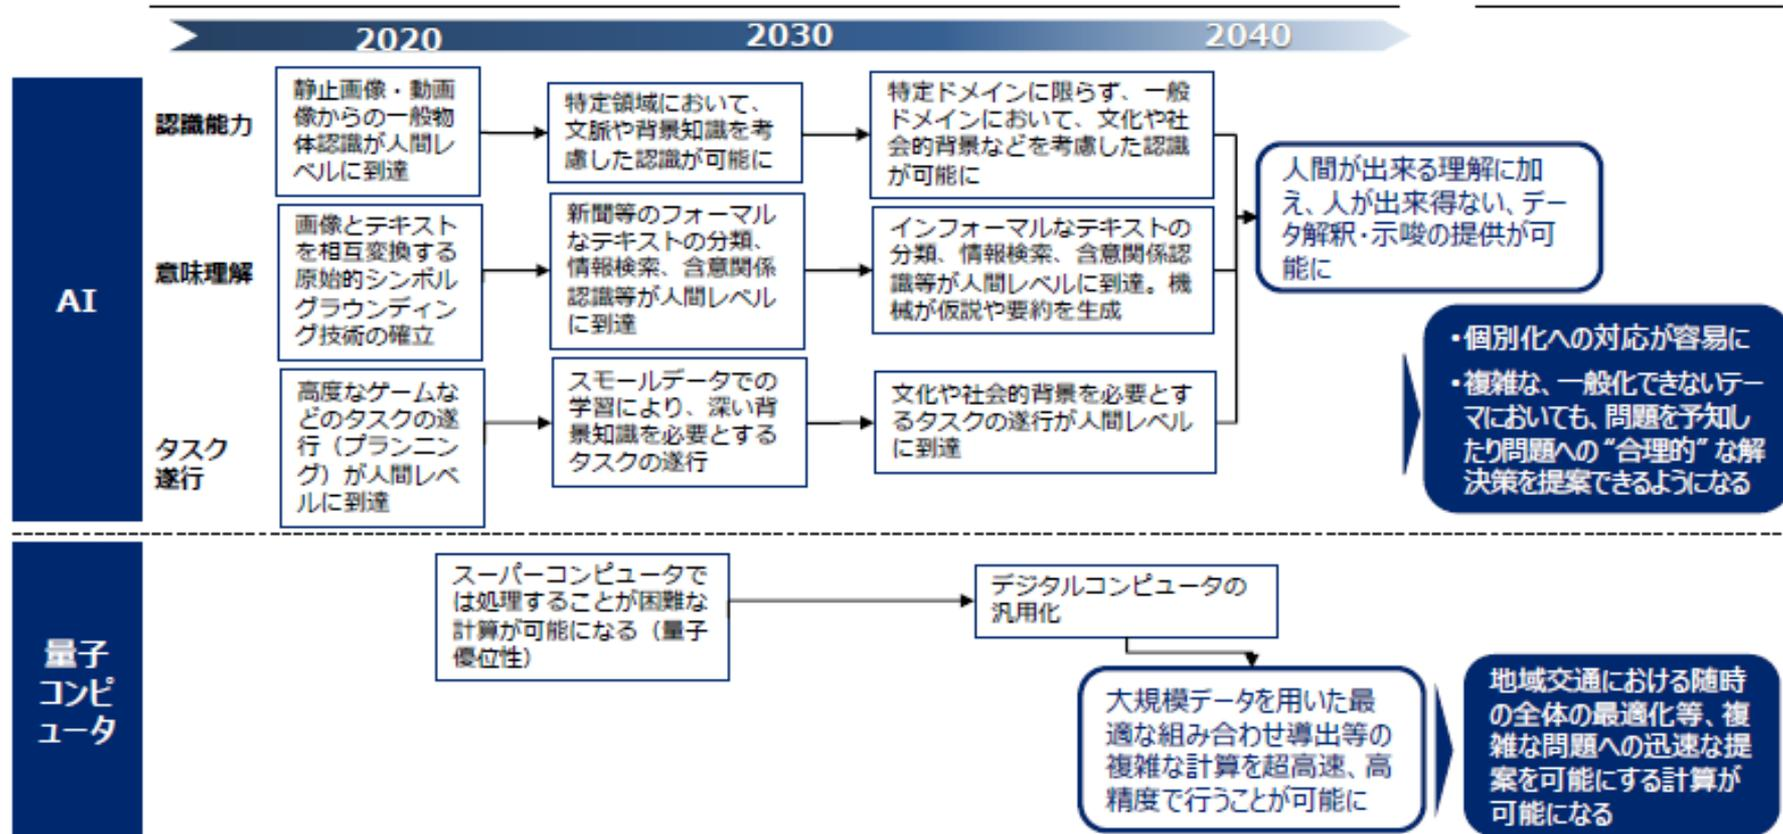 2020
2030
2040
AI
認識能力
静止画像・動画
像からの一般物
体認識が人間レ
ベルに到達
特定領域において、
文脈や背景知識を考
慮した認識が可能に
特定ドメインに限らず、一般
ドメインにおいて、文化や社
会的背景などを考慮した認識
が可能に
意味理解
画像とテキスト
を相互変換する
原始的シンボル
グラウンディン
グ技術の確立
新聞等のフォーマル
なテキストの分類、
情報検索、含意関係
認識等が人間レベル
に到達
インフォーマルなテキストの
分類、情報検索、含意関係認
識等が人間レベルに到達。機
械が仮説や要約を生成
タスク
遂行
高度なゲームな
どのタスクの遂
行（プランニン
グ）が人間レベ
ルに到達
スモールデータでの
学習により、深い背
景知識を必要とする
タスクの遂行
文化や社会的背景を必要とす
るタスクの遂行が人間レベル
に到達
人間が出来る理解に加
え、人が出来得ない、デー
タ解釈・示唆の提供が可
能に
・個別化への対応が容易に
・複雑な、一般化できないテー
マにおいても、問題を予知し
たり問題への“合理的”な解
決策を提案できるようになる
量子
コンピ
ュータ
スーパーコンピュータで
は処理することが困難な
計算が可能になる（量子
優位性）
デジタルコンピュータの
汎用化
大規模データを用いた最
適な組み合わせ導出等の
複雑な計算を超高速、高
精度で行うことが可能に
地域交通における随時
の全体の最適化等、複
雑な問題への迅速な提
案を可能にする計算が
可能になる